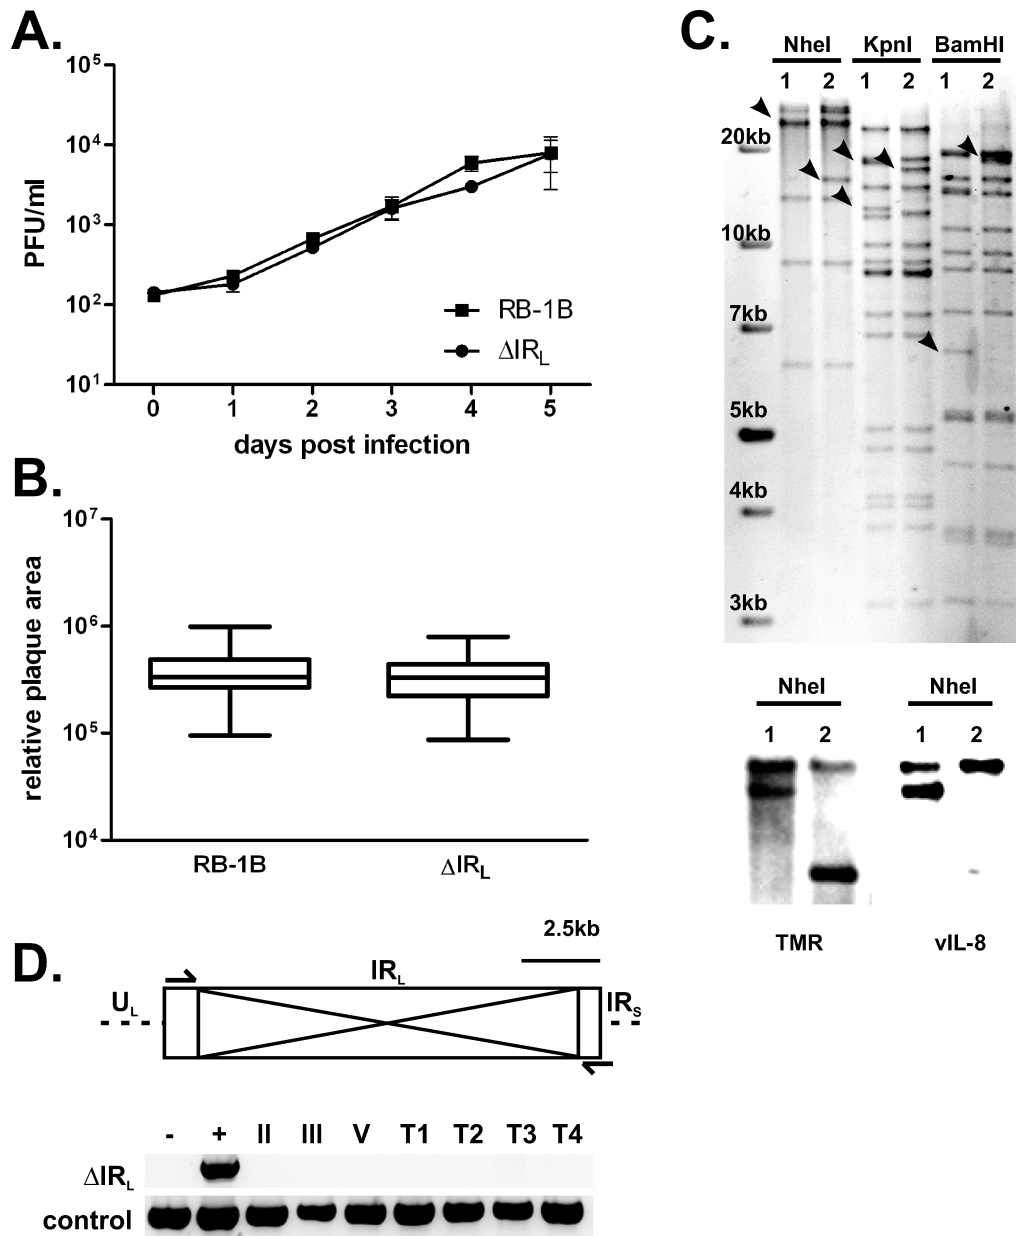 A.
PFU/ml
10⁵
10⁴
10³
10²
10¹
RB-1B
ΔIR_L
0 1 2 3 4 5
days post infection
B.
relative plaque area
10⁷
10⁶
10⁵
10⁴
RB-1B ΔIR_L
C.
NheI KpnI BamHI
1 2 1 2 1 2
20kb
10kb
7kb
5kb
4kb
3kb
NheI NheI
1 2 1 2
TMR vIL-8
D.
2.5kb
IR_L
U_L IR_S
- + II III V T1 T2 T3 T4
ΔIR_L
control